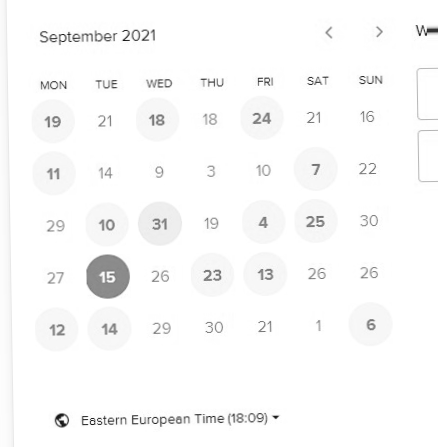 September 2021
MON TUE WED THU FRI SAT SUN
19 21 18 18 24 21 16
11 14 9 3 10 7 22
29 10 31 19 4 25 30
27 15 26 23 13 26 26
12 14 29 30 21 1 6
Eastern European Time (18:09)